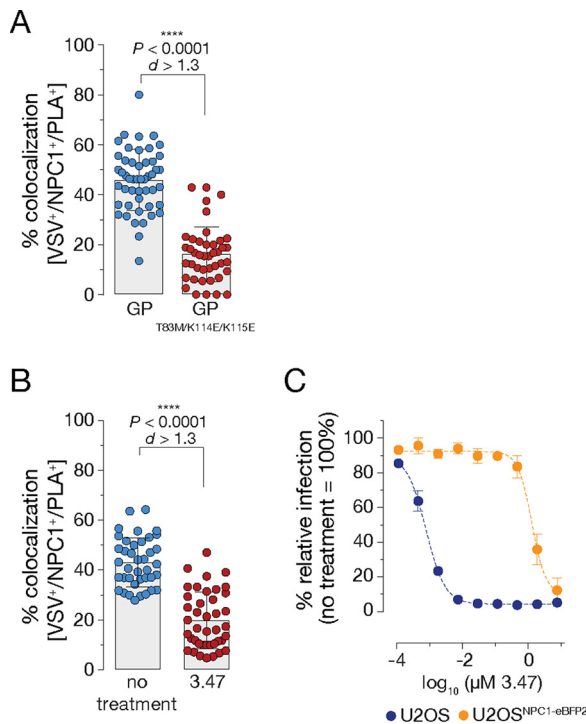 A
****
P < 0.0001
d > 1.3
% colocalization
[VSV⁺/NPC1⁺/PLA⁺]
100
80
60
40
20
0
GP GP
T83M/K114E/K115E
B
****
P < 0.0001
d > 1.3
% colocalization
[VSV⁺/NPC1⁺/PLA⁺]
100
80
60
40
20
0
no treatment
3.47
C
% relative infection
(no treatment = 100%)
100
80
60
40
20
0
-4 -2 0 2
log₁₀ (µM 3.47)
U2OS U2OS^NPC1-eBFP2